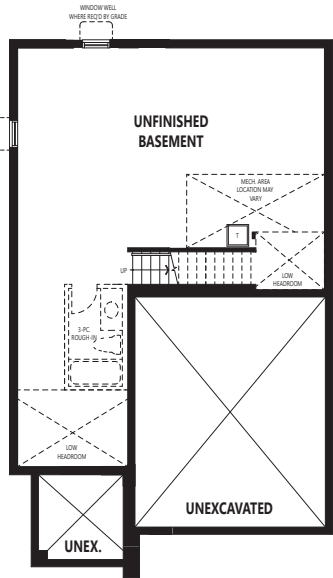 WINDOW WELL
WHERE REQ'D BY GRADE
UNFINISHED
BASEMENT
MECH. AREA
LOCATION MAY
VARY
T
UP
LOW
HEADROOM
3-PC.
ROUGH-IN
LOW
HEADROOM
UNEXCAVATED
UNEX.